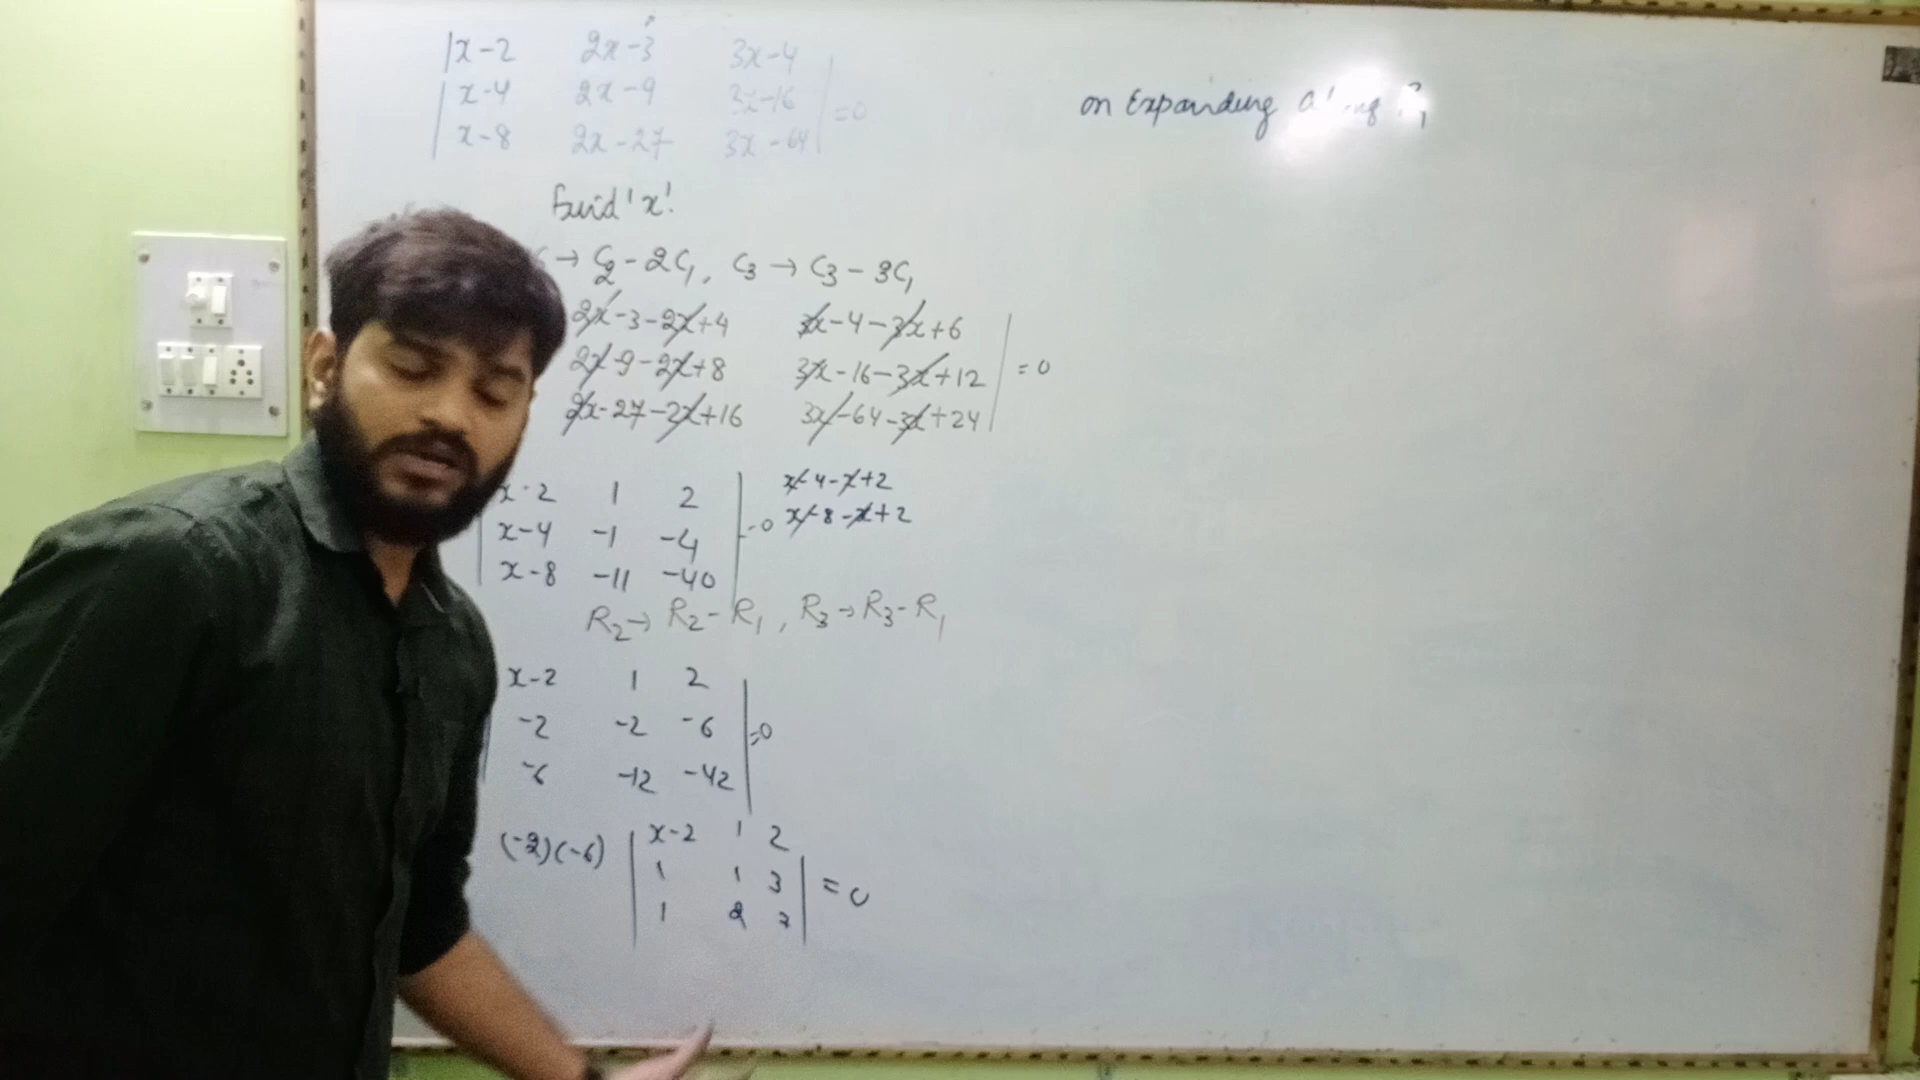 |x-2 2x-3 3x-4|
|x-4 2x-9 3x-16| =0
|x-8 2x-27 3x-64|
find 'x'.
→ C2 - 2C1, C3 → C3 - 3C1
2x-3-2x+4 3x-4-3x+6
2x-9-2x+8 3x-16-3x+12 | =0
2x-27-2x+16 3x-64-3x+24
x-2 1 2
x-4 -1 -4 | =0
x-8 -11 -40
x-4-x+2
x-8-x+2
R2→ R2-R1, R3→R3-R1
x-2 1 2
-2 -2 -6 | =0
-6 -12 -42
(-2)(-6) | x-2 1 2 |
| 1 1 3 | = 0
| 1 2 7 |
on Expanding along